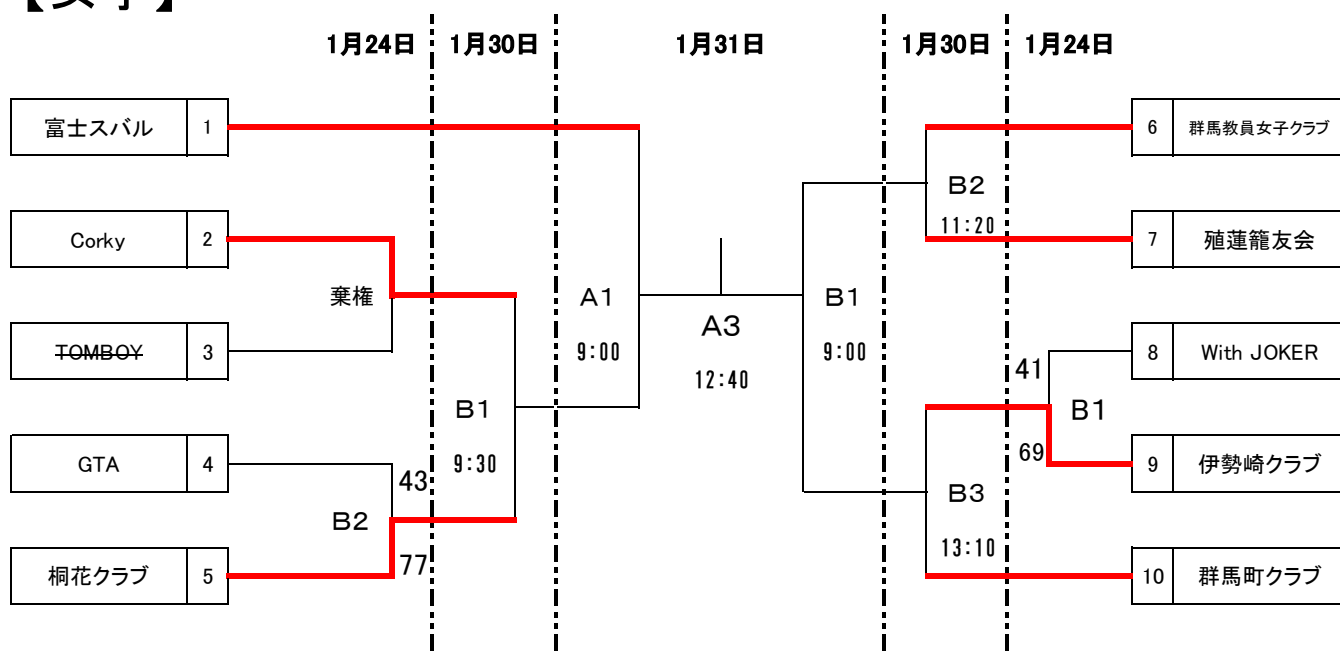 【女子】
1月24日 1月30日 1月31日 1月30日 1月24日
富士スバル 1
6 群馬教員女子クラブ
B2
11:20
Corky 2
7 殖蓮籠友会
棄権
A1
9:00
A3
12:40
B1
9:00
TOMBOY 3
8 With JOKER
41
B1
69
B1
9:30
GTA 4
9 伊勢崎クラブ
43
B2
77
B3
13:10
桐花クラブ 5
10 群馬町クラブ